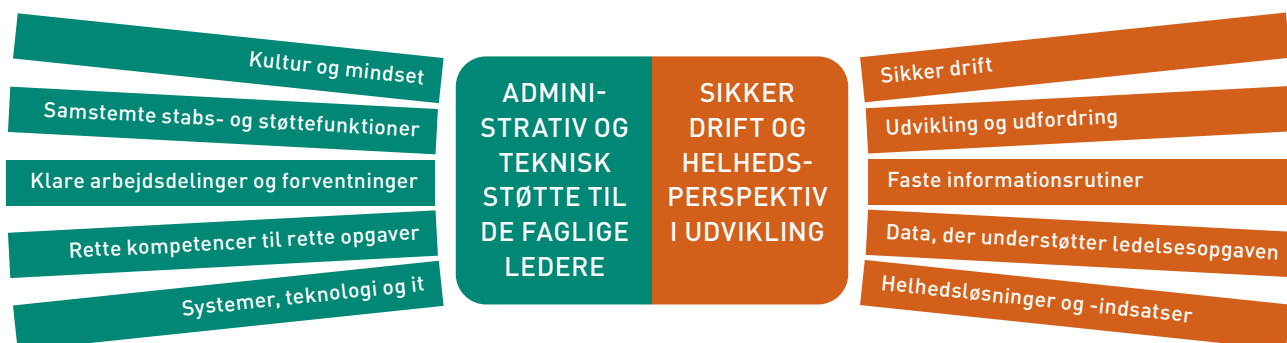 Kultur og mindset
Samstemte stabs- og støttefunktioner
Klare arbejdsdelinger og forventninger
Rette kompetencer til rette opgaver
Systemer, teknologi og it
ADMINI-
STRATIV OG
TEKNISK
STØTTE TIL
DE FAGLIGE
LEDERE
SIKKER
DRIFT OG
HELHEDS-
PERSPEKTIV
I UDVIKLING
Sikker drift
Udvikling og udfordring
Faste informationsrutiner
Data, der understøtter ledelsesopgaven
Helhedsløsninger og -indsatser